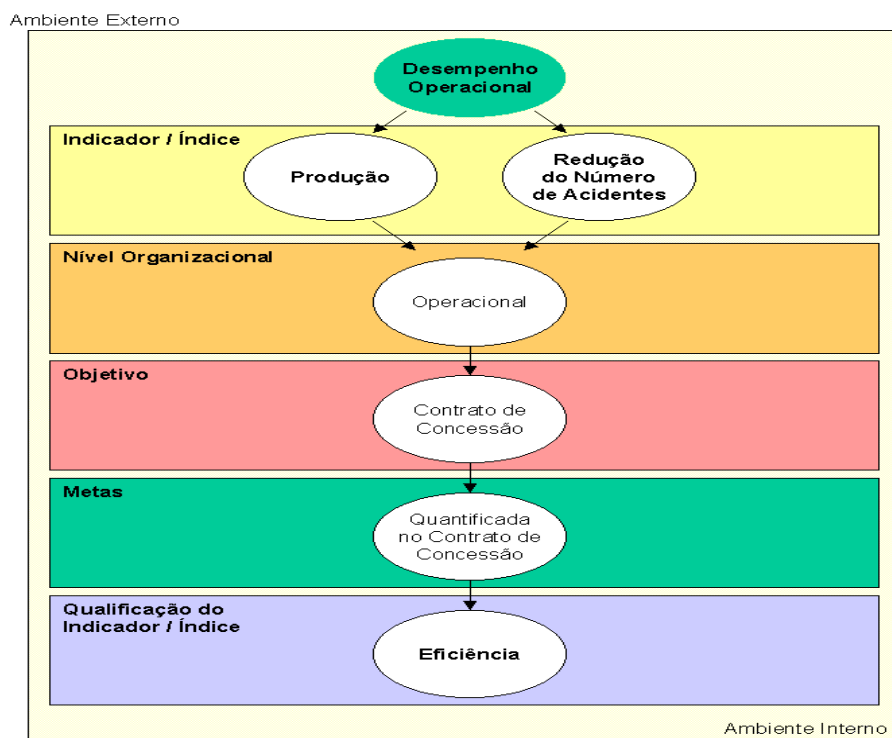 Ambiente Externo
Desempenho
Operacional
Indicador / Índice
Produção
Redução
do Número
de Acidentes
Nível Organizacional
Operacional
Objetivo
Contrato de
Concessão
Metas
Quantificada
no Contrato de
Concessão
Qualificação do
Indicador / Índice
Eficiência
Ambiente Interno